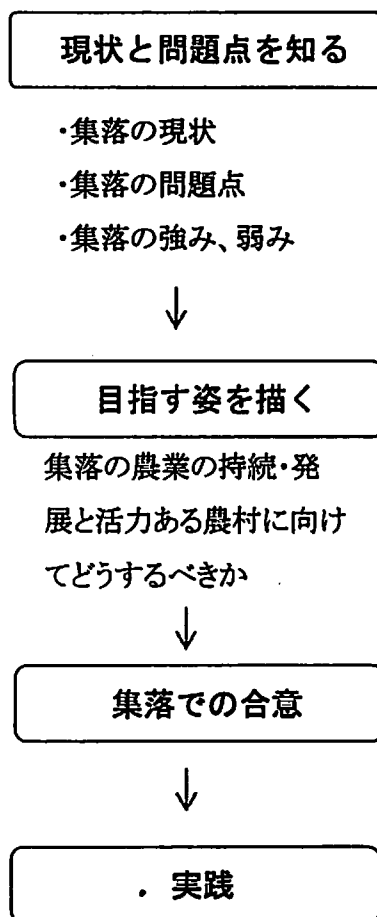 現状と問題点を知る
・集落の現状
・集落の問題点
・集落の強み、弱み
↓
目指す姿を描く
集落の農業の持続・発
展と活力ある農村に向け
てどうするべきか
↓
集落での合意
↓
実践